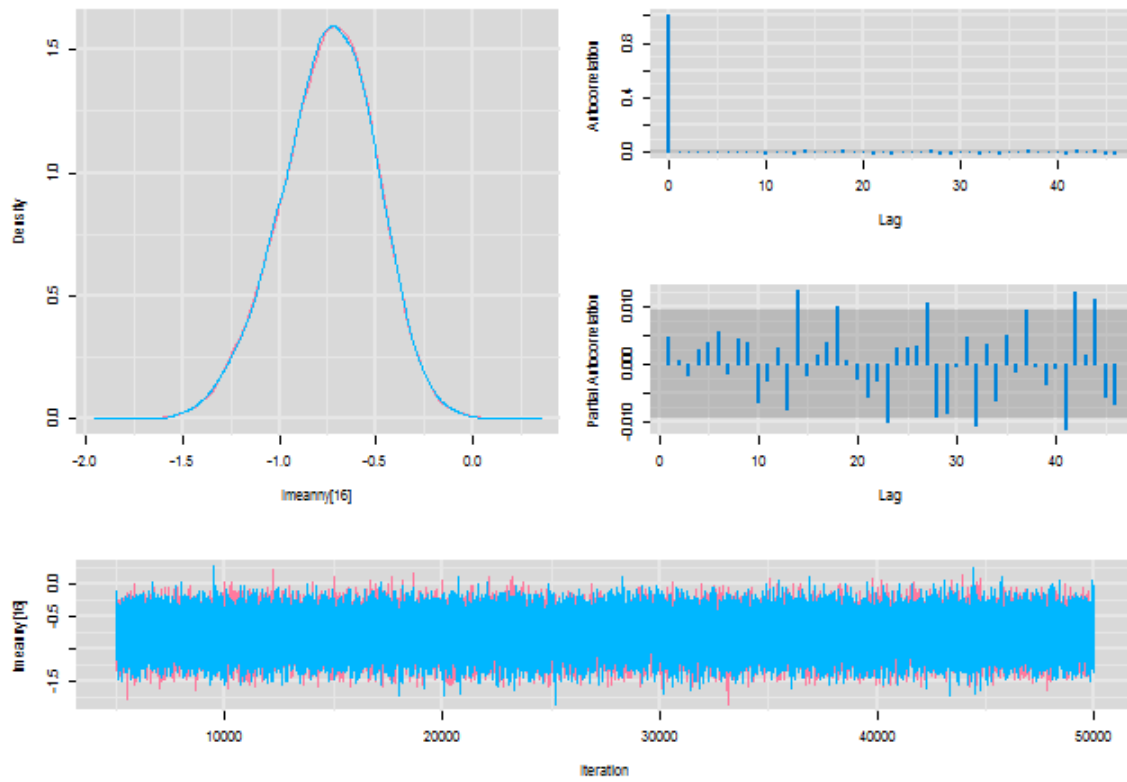 Density
0.0
0.5
1.0
1.5
-2.0 -1.5 -1.0 -0.5 0.0
lmeanny[16]
Autocorrelation
0.0 0.4 0.8
0 10 20 30 40
Lag
Partial Autocorrelation
-0.010 0.000 0.010
0 10 20 30 40
Lag
lmeanny[16]
-1.5 -0.5 0.0
10000 20000 30000 40000 50000
Iteration